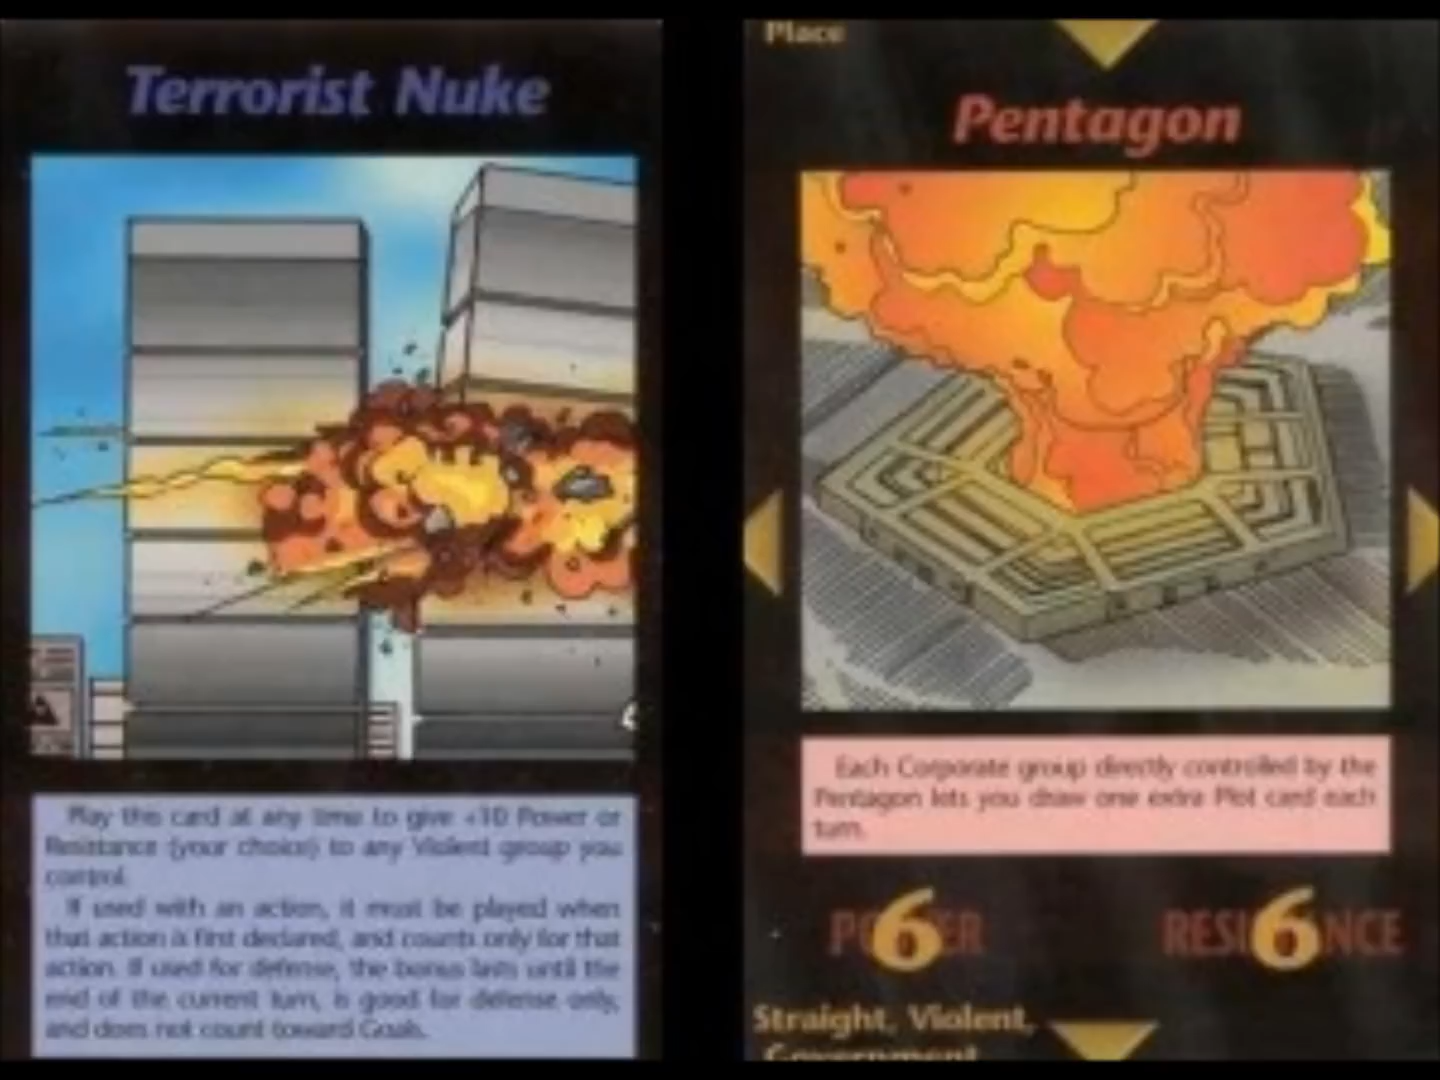 Terrorist Nuke
Play this card at any time to give +10 Power or
Resistance (your choice) to any Violent group you
control.
If used with an action, it must be played when
that action is first declared, and counts only for that
action. If used for defense, the bonus lasts until the
end of the current turn, is good for defense only,
and does not count toward Goals.
Place
Pentagon
Each Corporate group directly controlled by the
Pentagon lets you draw one extra Plot card each
turn.
POWER 6
RESISTANCE 6
Straight, Violent,
Government